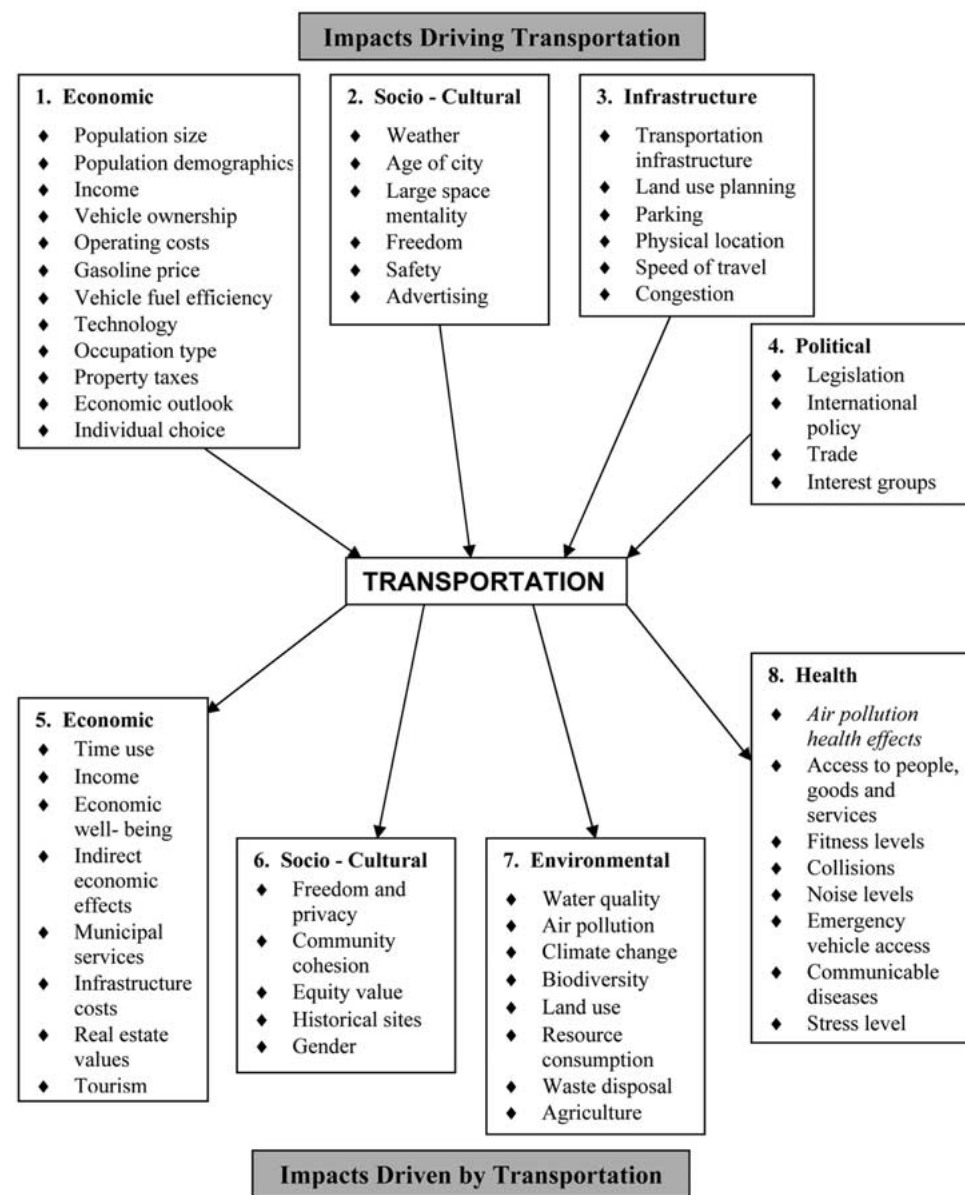 Impacts Driving Transportation
1. Economic
♦ Population size
♦ Population demographics
♦ Income
♦ Vehicle ownership
♦ Operating costs
♦ Gasoline price
♦ Vehicle fuel efficiency
♦ Technology
♦ Occupation type
♦ Property taxes
♦ Economic outlook
♦ Individual choice
2. Socio - Cultural
♦ Weather
♦ Age of city
♦ Large space
mentality
♦ Freedom
♦ Safety
♦ Advertising
3. Infrastructure
♦ Transportation
infrastructure
♦ Land use planning
♦ Parking
♦ Physical location
♦ Speed of travel
♦ Congestion
4. Political
♦ Legislation
♦ International
policy
♦ Trade
♦ Interest groups
TRANSPORTATION
5. Economic
♦ Time use
♦ Income
♦ Economic
well- being
♦ Indirect
economic
effects
♦ Municipal
services
♦ Infrastructure
costs
♦ Real estate
values
♦ Tourism
6. Socio - Cultural
♦ Freedom and
privacy
♦ Community
cohesion
♦ Equity value
♦ Historical sites
♦ Gender
7. Environmental
♦ Water quality
♦ Air pollution
♦ Climate change
♦ Biodiversity
♦ Land use
♦ Resource
consumption
♦ Waste disposal
♦ Agriculture
8. Health
♦ Air pollution
health effects
♦ Access to people,
goods and
services
♦ Fitness levels
♦ Collisions
♦ Noise levels
♦ Emergency
vehicle access
♦ Communicable
diseases
♦ Stress level
Impacts Driven by Transportation